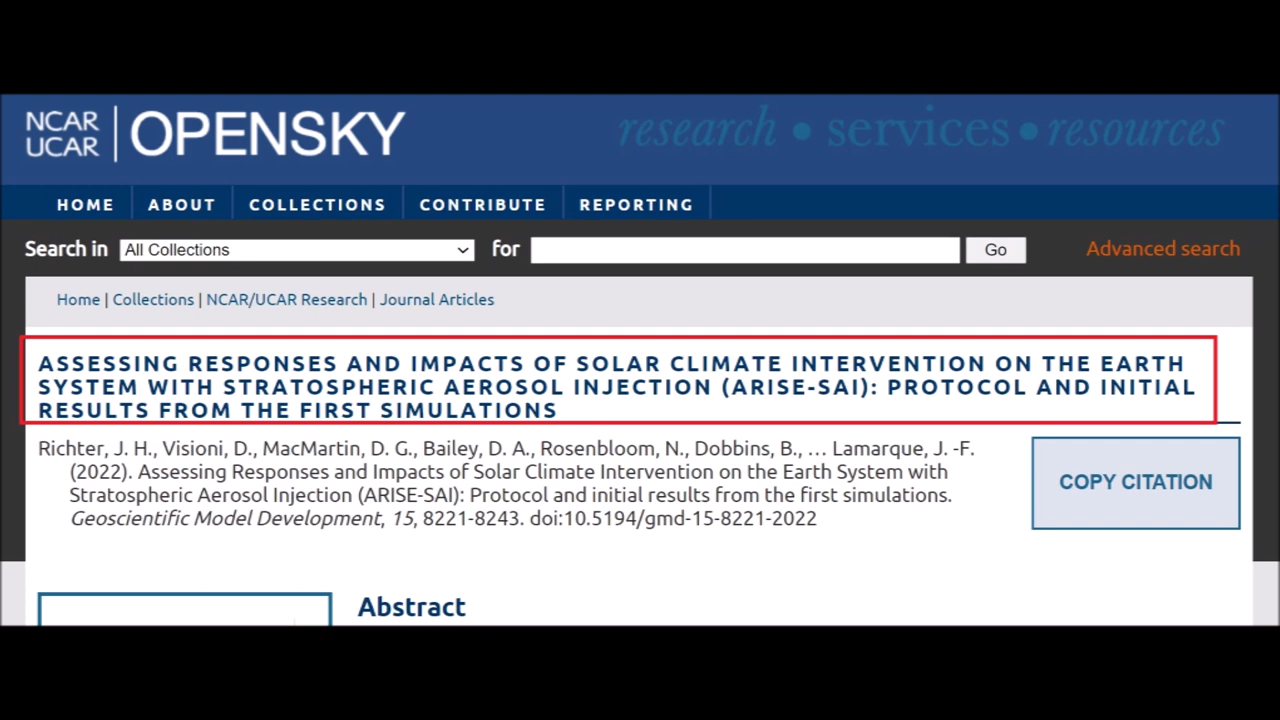 NCAR
UCAR
OPENSKY
research • services • resources
HOME
ABOUT
COLLECTIONS
CONTRIBUTE
REPORTING
Search in
All Collections
for
Go
Advanced search
Home | Collections | NCAR/UCAR Research | Journal Articles
ASSESSING RESPONSES AND IMPACTS OF SOLAR CLIMATE INTERVENTION ON THE EARTH
SYSTEM WITH STRATOSPHERIC AEROSOL INJECTION (ARISE-SAI): PROTOCOL AND INITIAL
RESULTS FROM THE FIRST SIMULATIONS
Richter, J. H., Visioni, D., MacMartin, D. G., Bailey, D. A., Rosenbloom, N., Dobbins, B., … Lamarque, J. -F.
(2022). Assessing Responses and Impacts of Solar Climate Intervention on the Earth System with
Stratospheric Aerosol Injection (ARISE-SAI): Protocol and initial results from the first simulations.
Geoscientific Model Development, 15, 8221-8243. doi:10.5194/gmd-15-8221-2022
COPY CITATION
Abstract